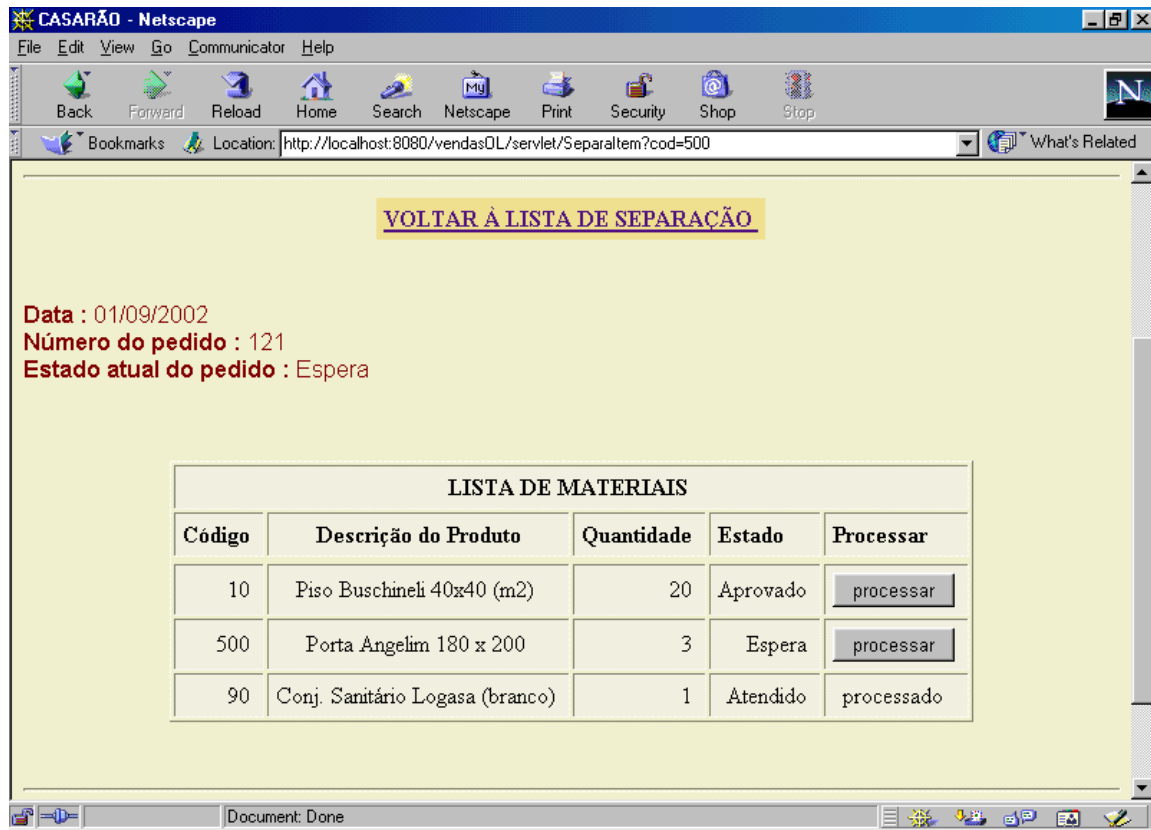 CASARÃO - Netscape
File Edit View Go Communicator Help
Back Forward Reload Home Search Netscape Print Security Shop Stop
Bookmarks Location: http://localhost:8080/vendasOL/servlet/SeparaItem?cod=500 What's Related
VOLTAR À LISTA DE SEPARAÇÃO
Data : 01/09/2002
Número do pedido : 121
Estado atual do pedido : Espera
LISTA DE MATERIAIS
Código Descrição do Produto Quantidade Estado Processar
10 Piso Buschineli 40x40 (m2) 20 Aprovado processar
500 Porta Angelim 180 x 200 3 Espera processar
90 Conj. Sanitário Logasa (branco) 1 Atendido processado
Document: Done